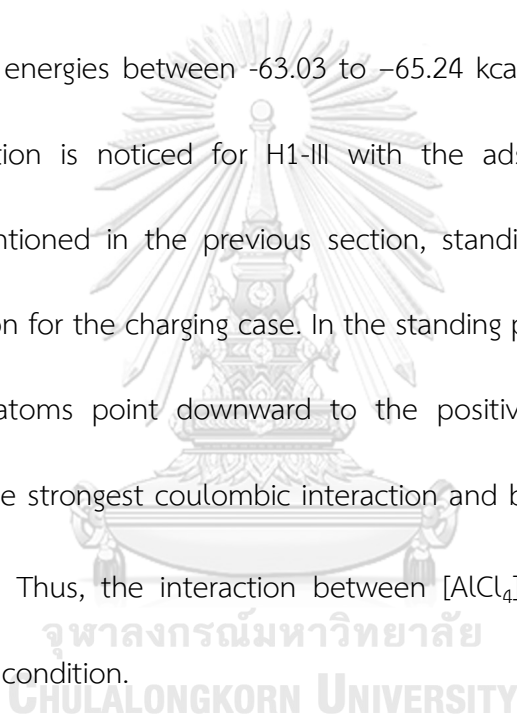 energies between -63.03 to –65.24 kca
tion is noticed for H1-III with the ads
ntioned in the previous section, standi
on for the charging case. In the standing p
atoms point downward to the positiv
e strongest coulombic interaction and b
Thus, the interaction between [AlCl₄]
จุฬาลงกรณ์มหาวิทยาลัย
condition.
CHULALONGKORN UNIVERSITY